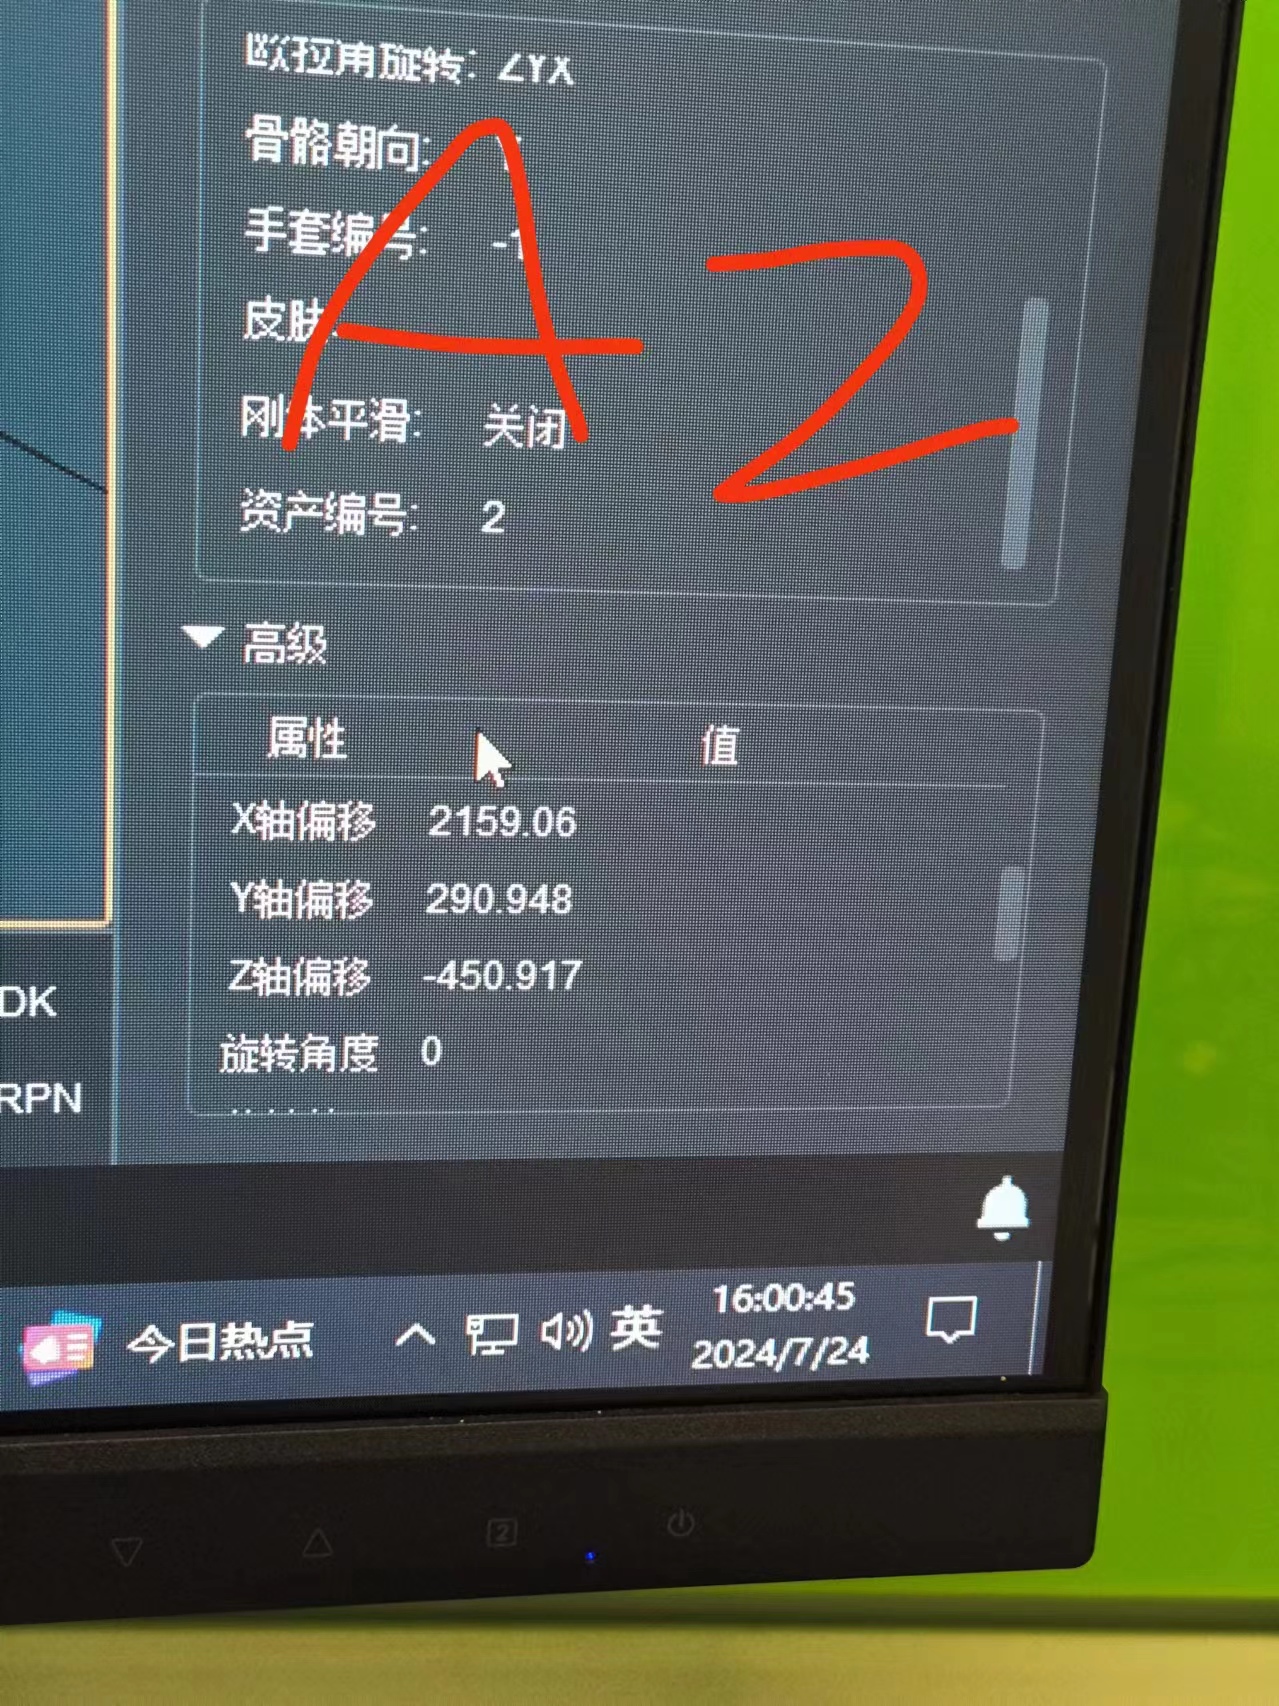 欧拉角旋转: ZYX
骨骼朝向:
手套编号: -1
皮肤:
刚体平滑: 关闭
资产编号: 2
A2
高级
属性 值
X轴偏移 2159.06
Y轴偏移 290.948
Z轴偏移 -450.917
旋转角度 0
DK
RPN
今日热点 英 16:00:45
2024/7/24
2